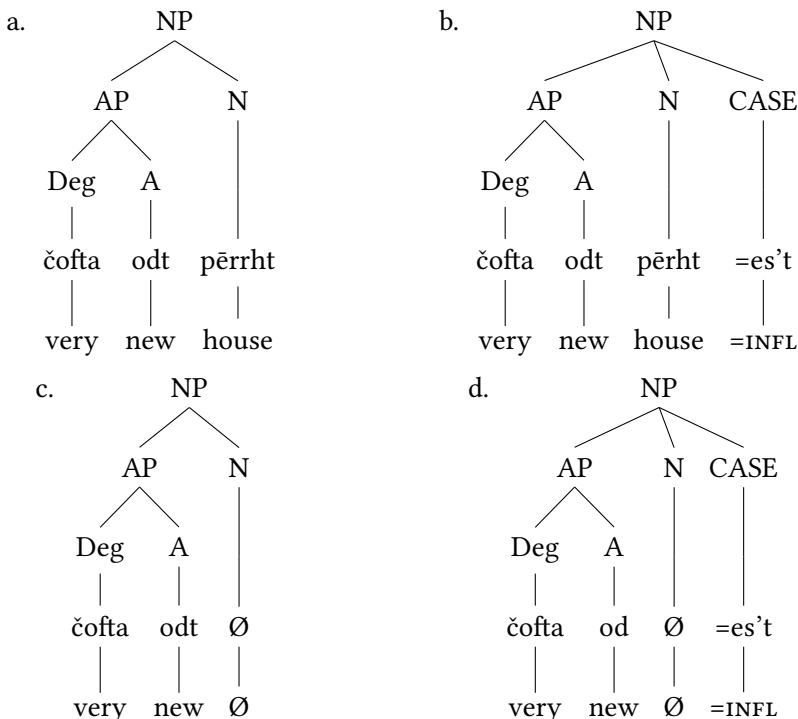 a. NP b. NP
AP N AP N CASE
Deg A Deg A
čofta odt pērrht čofta odt pērht =es’t
very new house very new house =INFL
c. NP d. NP
AP N AP N CASE
Deg A Deg A
čofta odt Ø čofta od Ø =es’t
very new Ø very new Ø =INFL